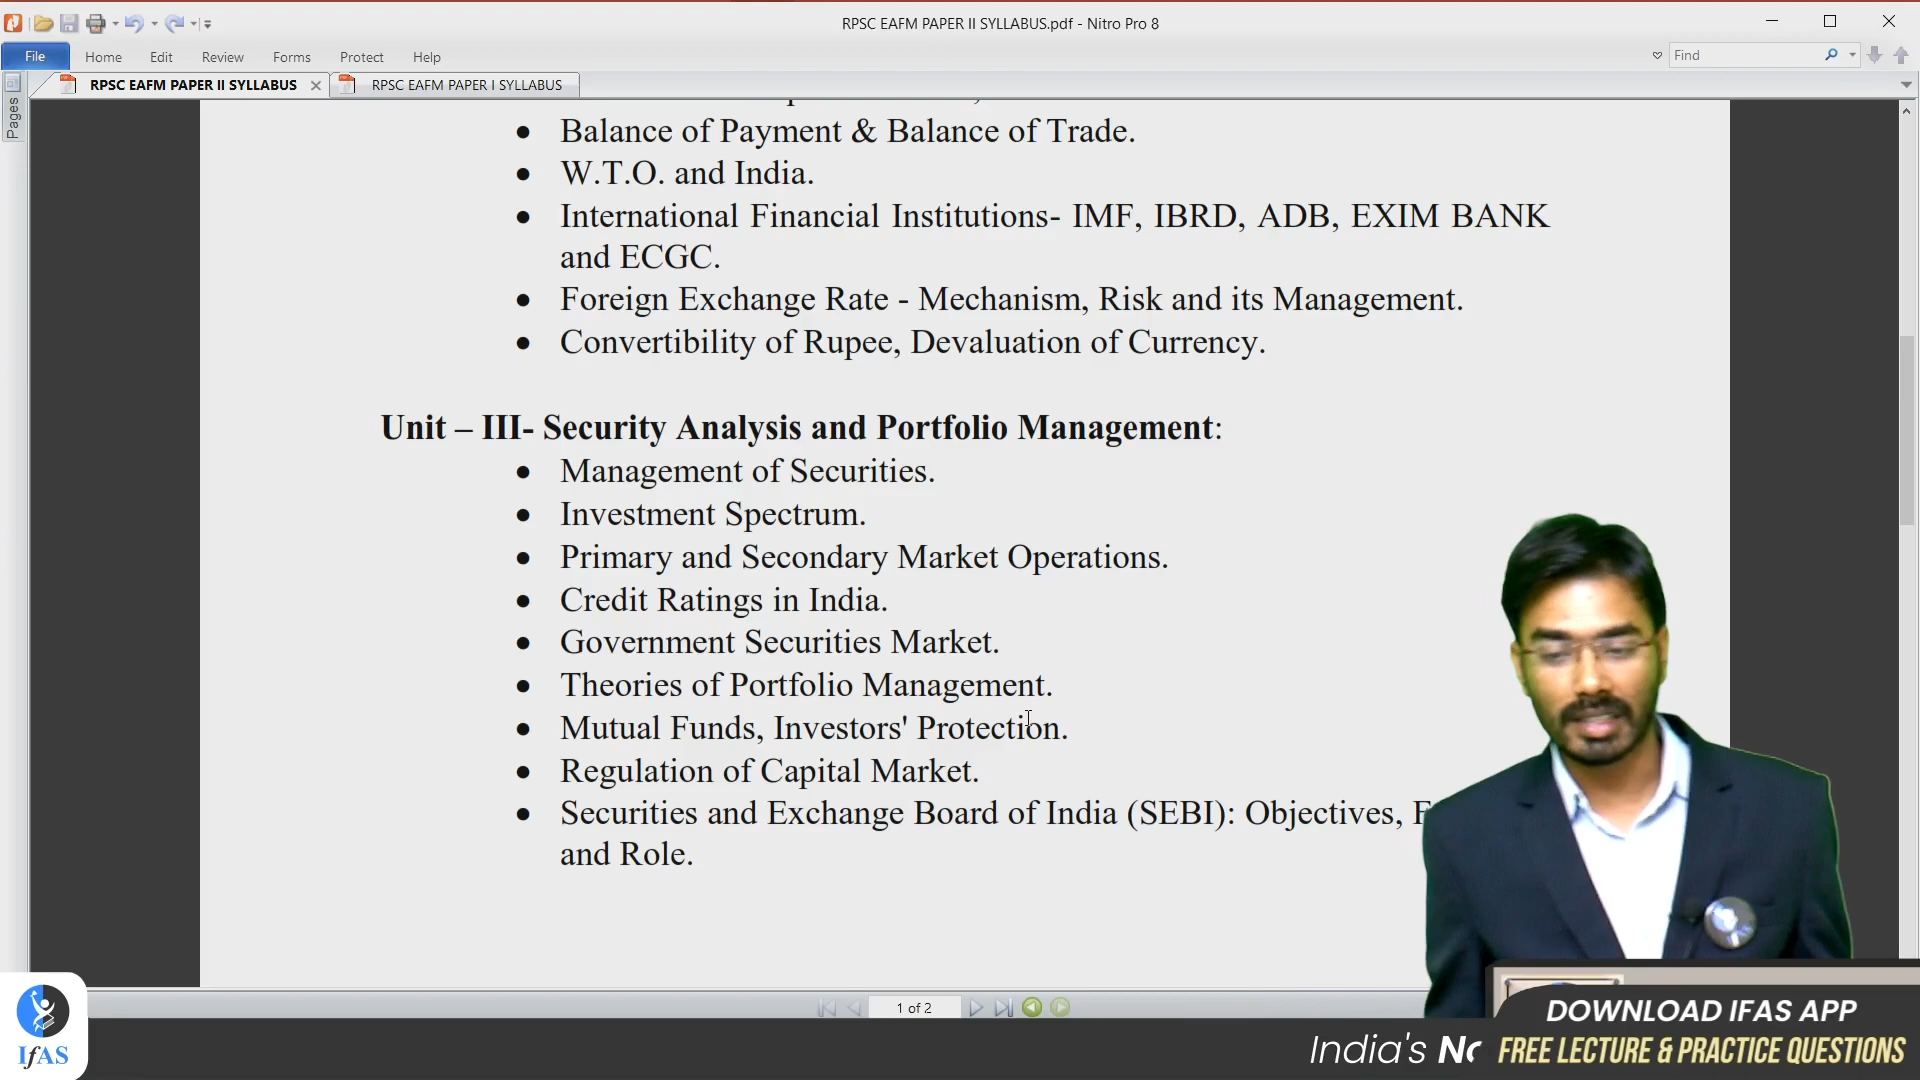 RPSC EAFM PAPER II SYLLABUS.pdf - Nitro Pro 8
File Home Edit Review Forms Protect Help
Find
RPSC EAFM PAPER II SYLLABUS
RPSC EAFM PAPER I SYLLABUS
Pages
• Balance of Payment & Balance of Trade.
• W.T.O. and India.
• International Financial Institutions- IMF, IBRD, ADB, EXIM BANK
and ECGC.
• Foreign Exchange Rate - Mechanism, Risk and its Management.
• Convertibility of Rupee, Devaluation of Currency.
Unit – III- Security Analysis and Portfolio Management:
• Management of Securities.
• Investment Spectrum.
• Primary and Secondary Market Operations.
• Credit Ratings in India.
• Government Securities Market.
• Theories of Portfolio Management.
• Mutual Funds, Investors' Protection.
• Regulation of Capital Market.
• Securities and Exchange Board of India (SEBI): Objectives,
and Role.
1 of 2
IfAS
DOWNLOAD IFAS APP
India's
FREE LECTURE & PRACTICE QUESTIONS